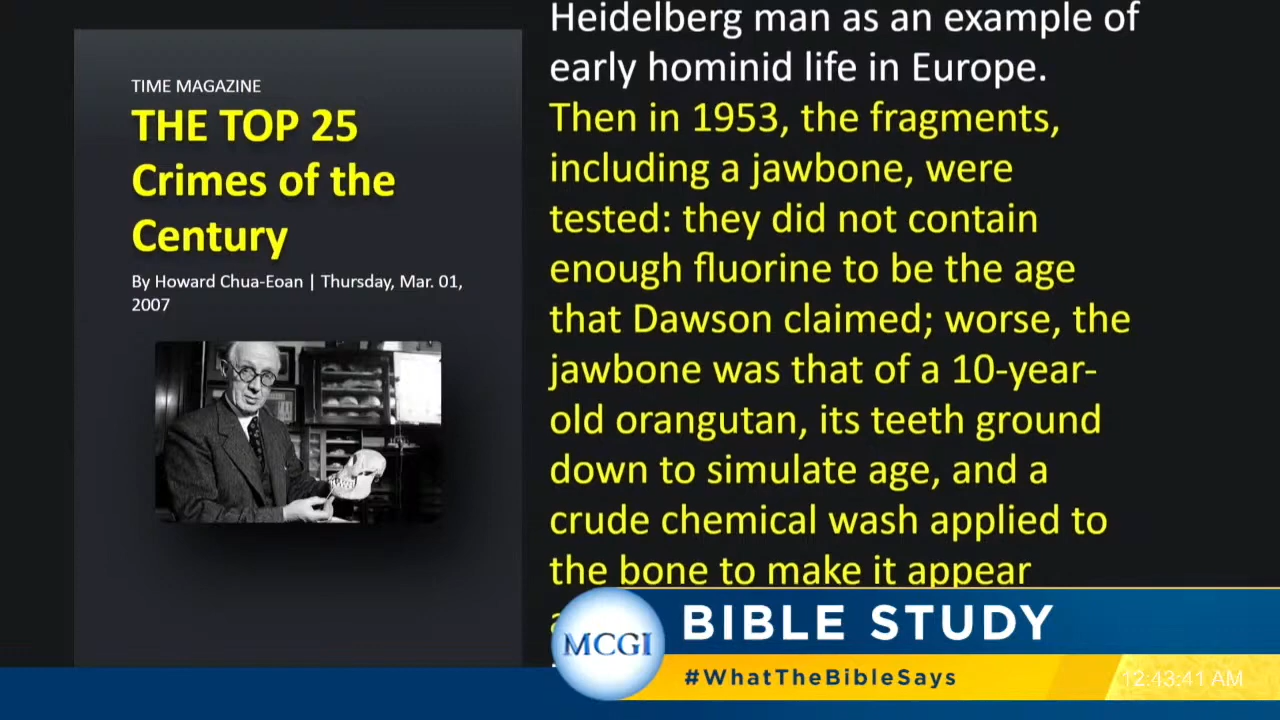 TIME MAGAZINE
THE TOP 25
Crimes of the
Century
By Howard Chua-Eoan | Thursday, Mar. 01,
2007
Heidelberg man as an example of
early hominid life in Europe.
Then in 1953, the fragments,
including a jawbone, were
tested: they did not contain
enough fluorine to be the age
that Dawson claimed; worse, the
jawbone was that of a 10-year-
old orangutan, its teeth ground
down to simulate age, and a
crude chemical wash applied to
the bone to make it appear
MCGI
BIBLE STUDY
#WhatTheBibleSays
12:43:41 AM